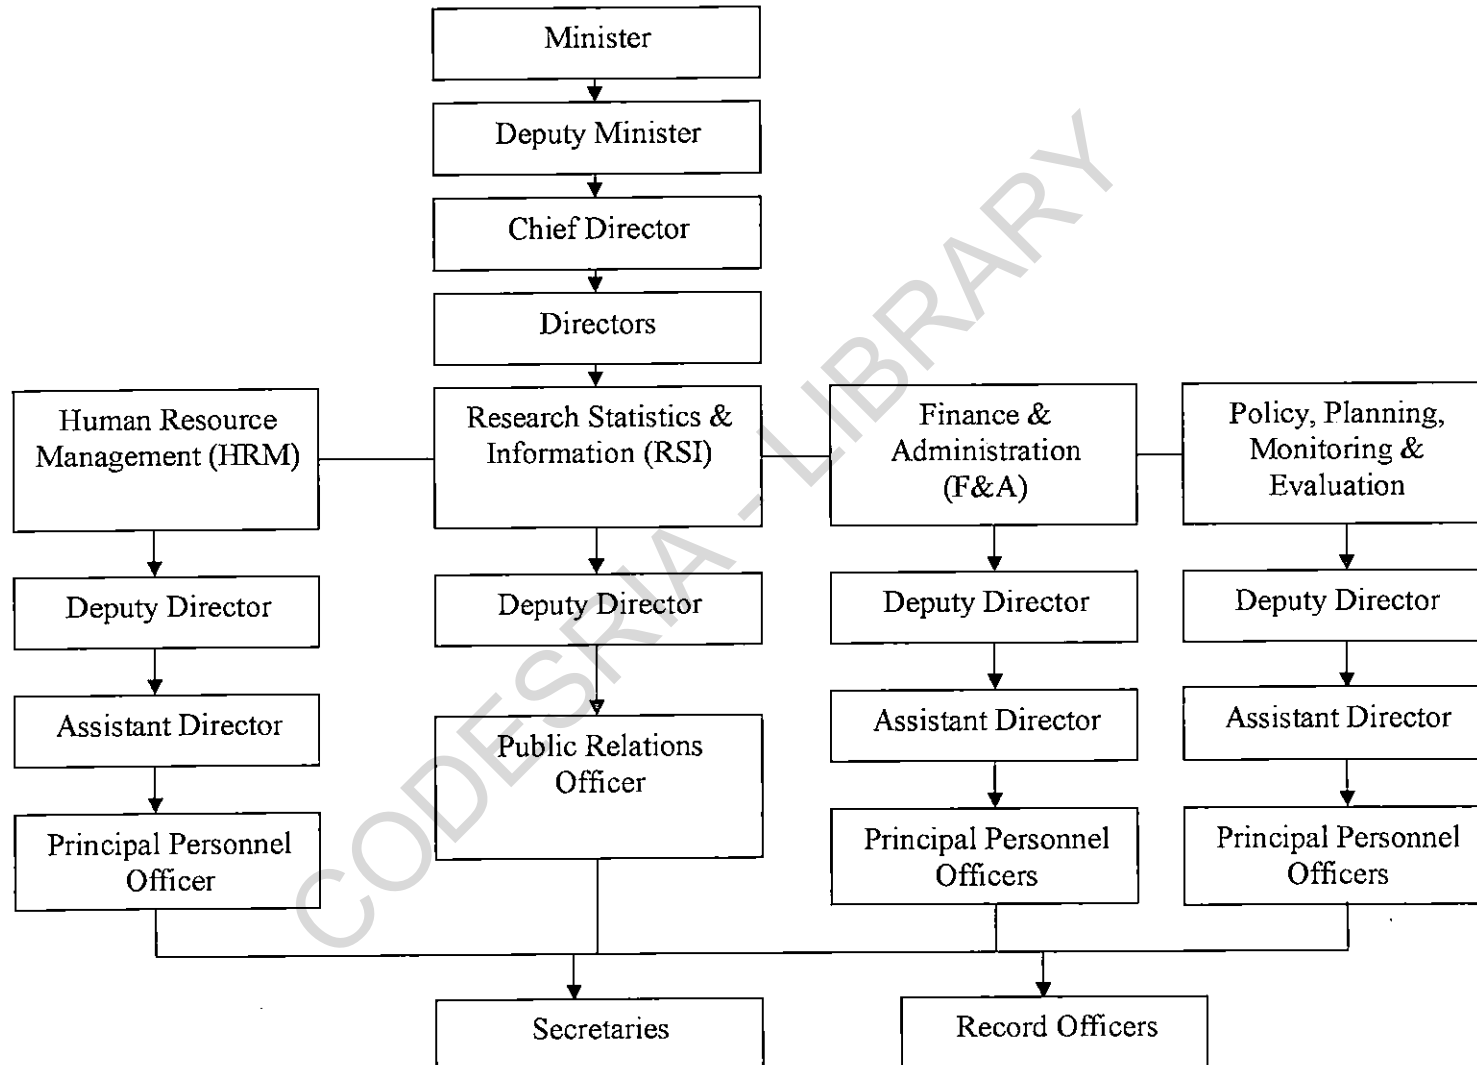 Minister
Deputy Minister
Chief Director
Directors
Human Resource
Management (HRM)
Research Statistics &
Information (RSI)
Finance &
Administration
(F&A)
Policy, Planning,
Monitoring &
Evaluation
Deputy Director
Deputy Director
Deputy Director
Deputy Director
Assistant Director
Public Relations
Officer
Assistant Director
Assistant Director
Principal Personnel
Officer
Principal Personnel
Officers
Principal Personnel
Officers
Secretaries
Record Officers
CODESRIA - LIBRARY